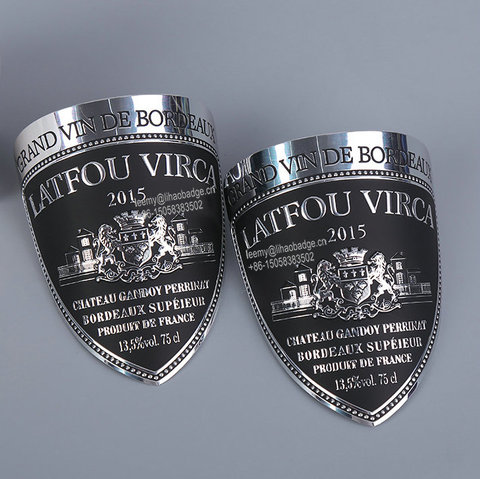 GRAND VIN DE BORDEAUX
LATFOU VIRCA
2015
leemy@lihaobadge.cn
15058383502
CHATEAU GANDOY PERRINAT
BORDEAUX SUPÉIEUR
PRODUIT DE FRANCE
13,5%vol. 75 cl
GRAND VIN DE BORDEAUX
LATFOU VIRCA
2015
leemy@lihaobadge.cn
+86-15058383502
CHATEAU GANDOY PERRINAT
BORDEAUX SUPÉIEUR
PRODUIT DE FRANCE
13,5%vol. 75 cl